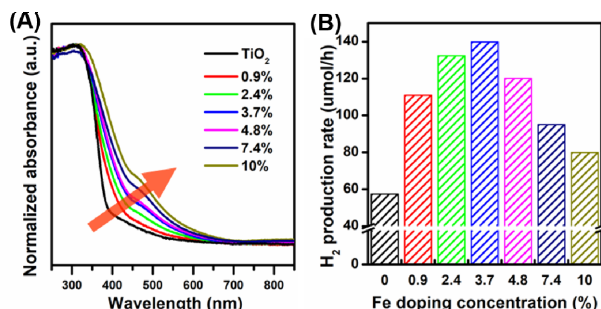 (A)
Normalized absorbance (a.u.)
TiO₂
0.9%
2.4%
3.7%
4.8%
7.4%
10%
300 400 500 600 700 800
Wavelength (nm)
(B)
H₂ production rate (umol/h)
140
120
100
80
60
40
0
0 0.9 2.4 3.7 4.8 7.4 10
Fe doping concentration (%)